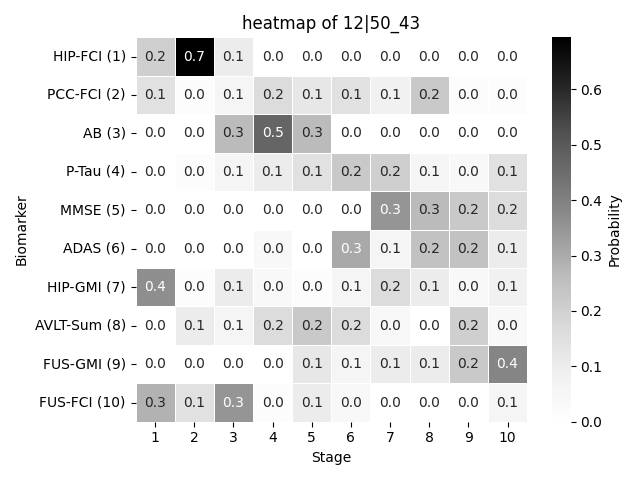 heatmap of 12|50_43
HIP-FCI (1) 0.2 0.7 0.1 0.0 0.0 0.0 0.0 0.0 0.0 0.0
PCC-FCI (2) 0.1 0.0 0.1 0.2 0.1 0.1 0.1 0.2 0.0 0.0
AB (3) 0.0 0.0 0.3 0.5 0.3 0.0 0.0 0.0 0.0 0.0
P-Tau (4) 0.0 0.0 0.1 0.1 0.1 0.2 0.2 0.1 0.0 0.1
MMSE (5) 0.0 0.0 0.0 0.0 0.0 0.0 0.3 0.3 0.2 0.2
ADAS (6) 0.0 0.0 0.0 0.0 0.0 0.3 0.1 0.2 0.2 0.1
HIP-GMI (7) 0.4 0.0 0.1 0.0 0.0 0.1 0.2 0.1 0.0 0.1
AVLT-Sum (8) 0.0 0.1 0.1 0.2 0.2 0.2 0.0 0.0 0.2 0.0
FUS-GMI (9) 0.0 0.0 0.0 0.0 0.1 0.1 0.1 0.1 0.2 0.4
FUS-FCI (10) 0.3 0.1 0.3 0.0 0.1 0.0 0.0 0.0 0.0 0.1
1 2 3 4 5 6 7 8 9 10
Stage
Biomarker
0.6
0.5
0.4
0.3
0.2
0.1
0.0
Probability